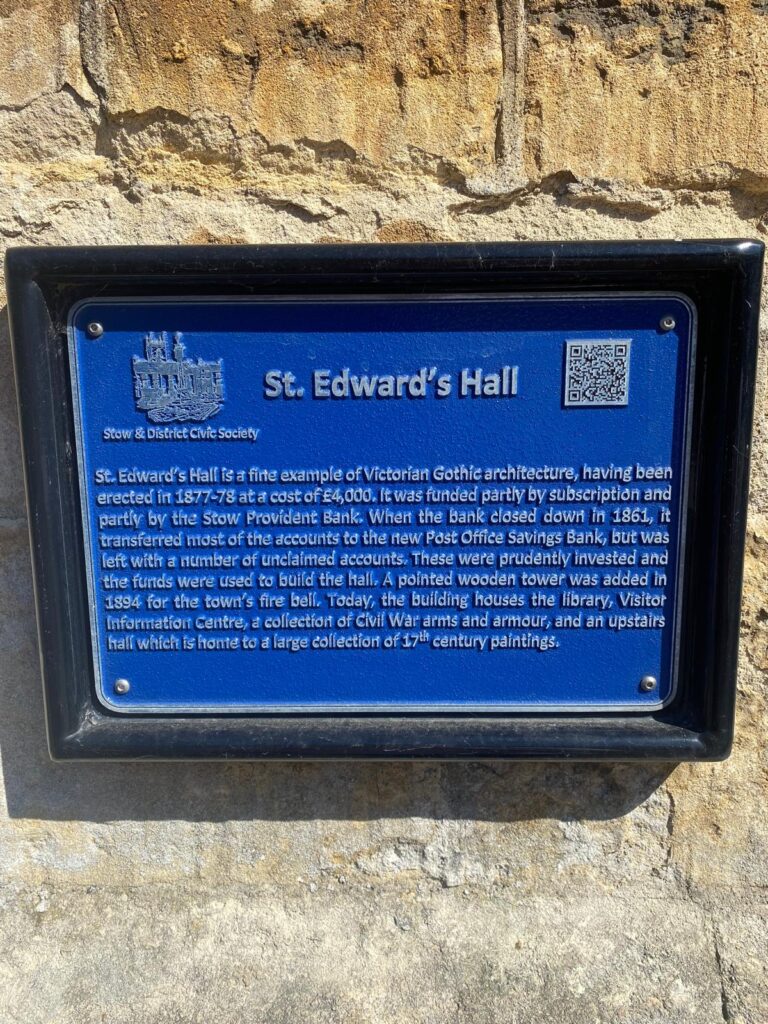 St. Edward's Hall
Stow & District Civic Society
St. Edward's Hall is a fine example of Victorian Gothic architecture, having been
erected in 1877-78 at a cost of £4,000. It was funded partly by subscription and
partly by the Stow Provident Bank. When the bank closed down in 1861, it
transferred most of the accounts to the new Post Office Savings Bank, but was
left with a number of unclaimed accounts. These were prudently invested and
the funds were used to build the hall. A pointed wooden tower was added in
1894 for the town's fire bell. Today, the building houses the library, Visitor
Information Centre, a collection of Civil War arms and armour, and an upstairs
hall which is home to a large collection of 17th century paintings.